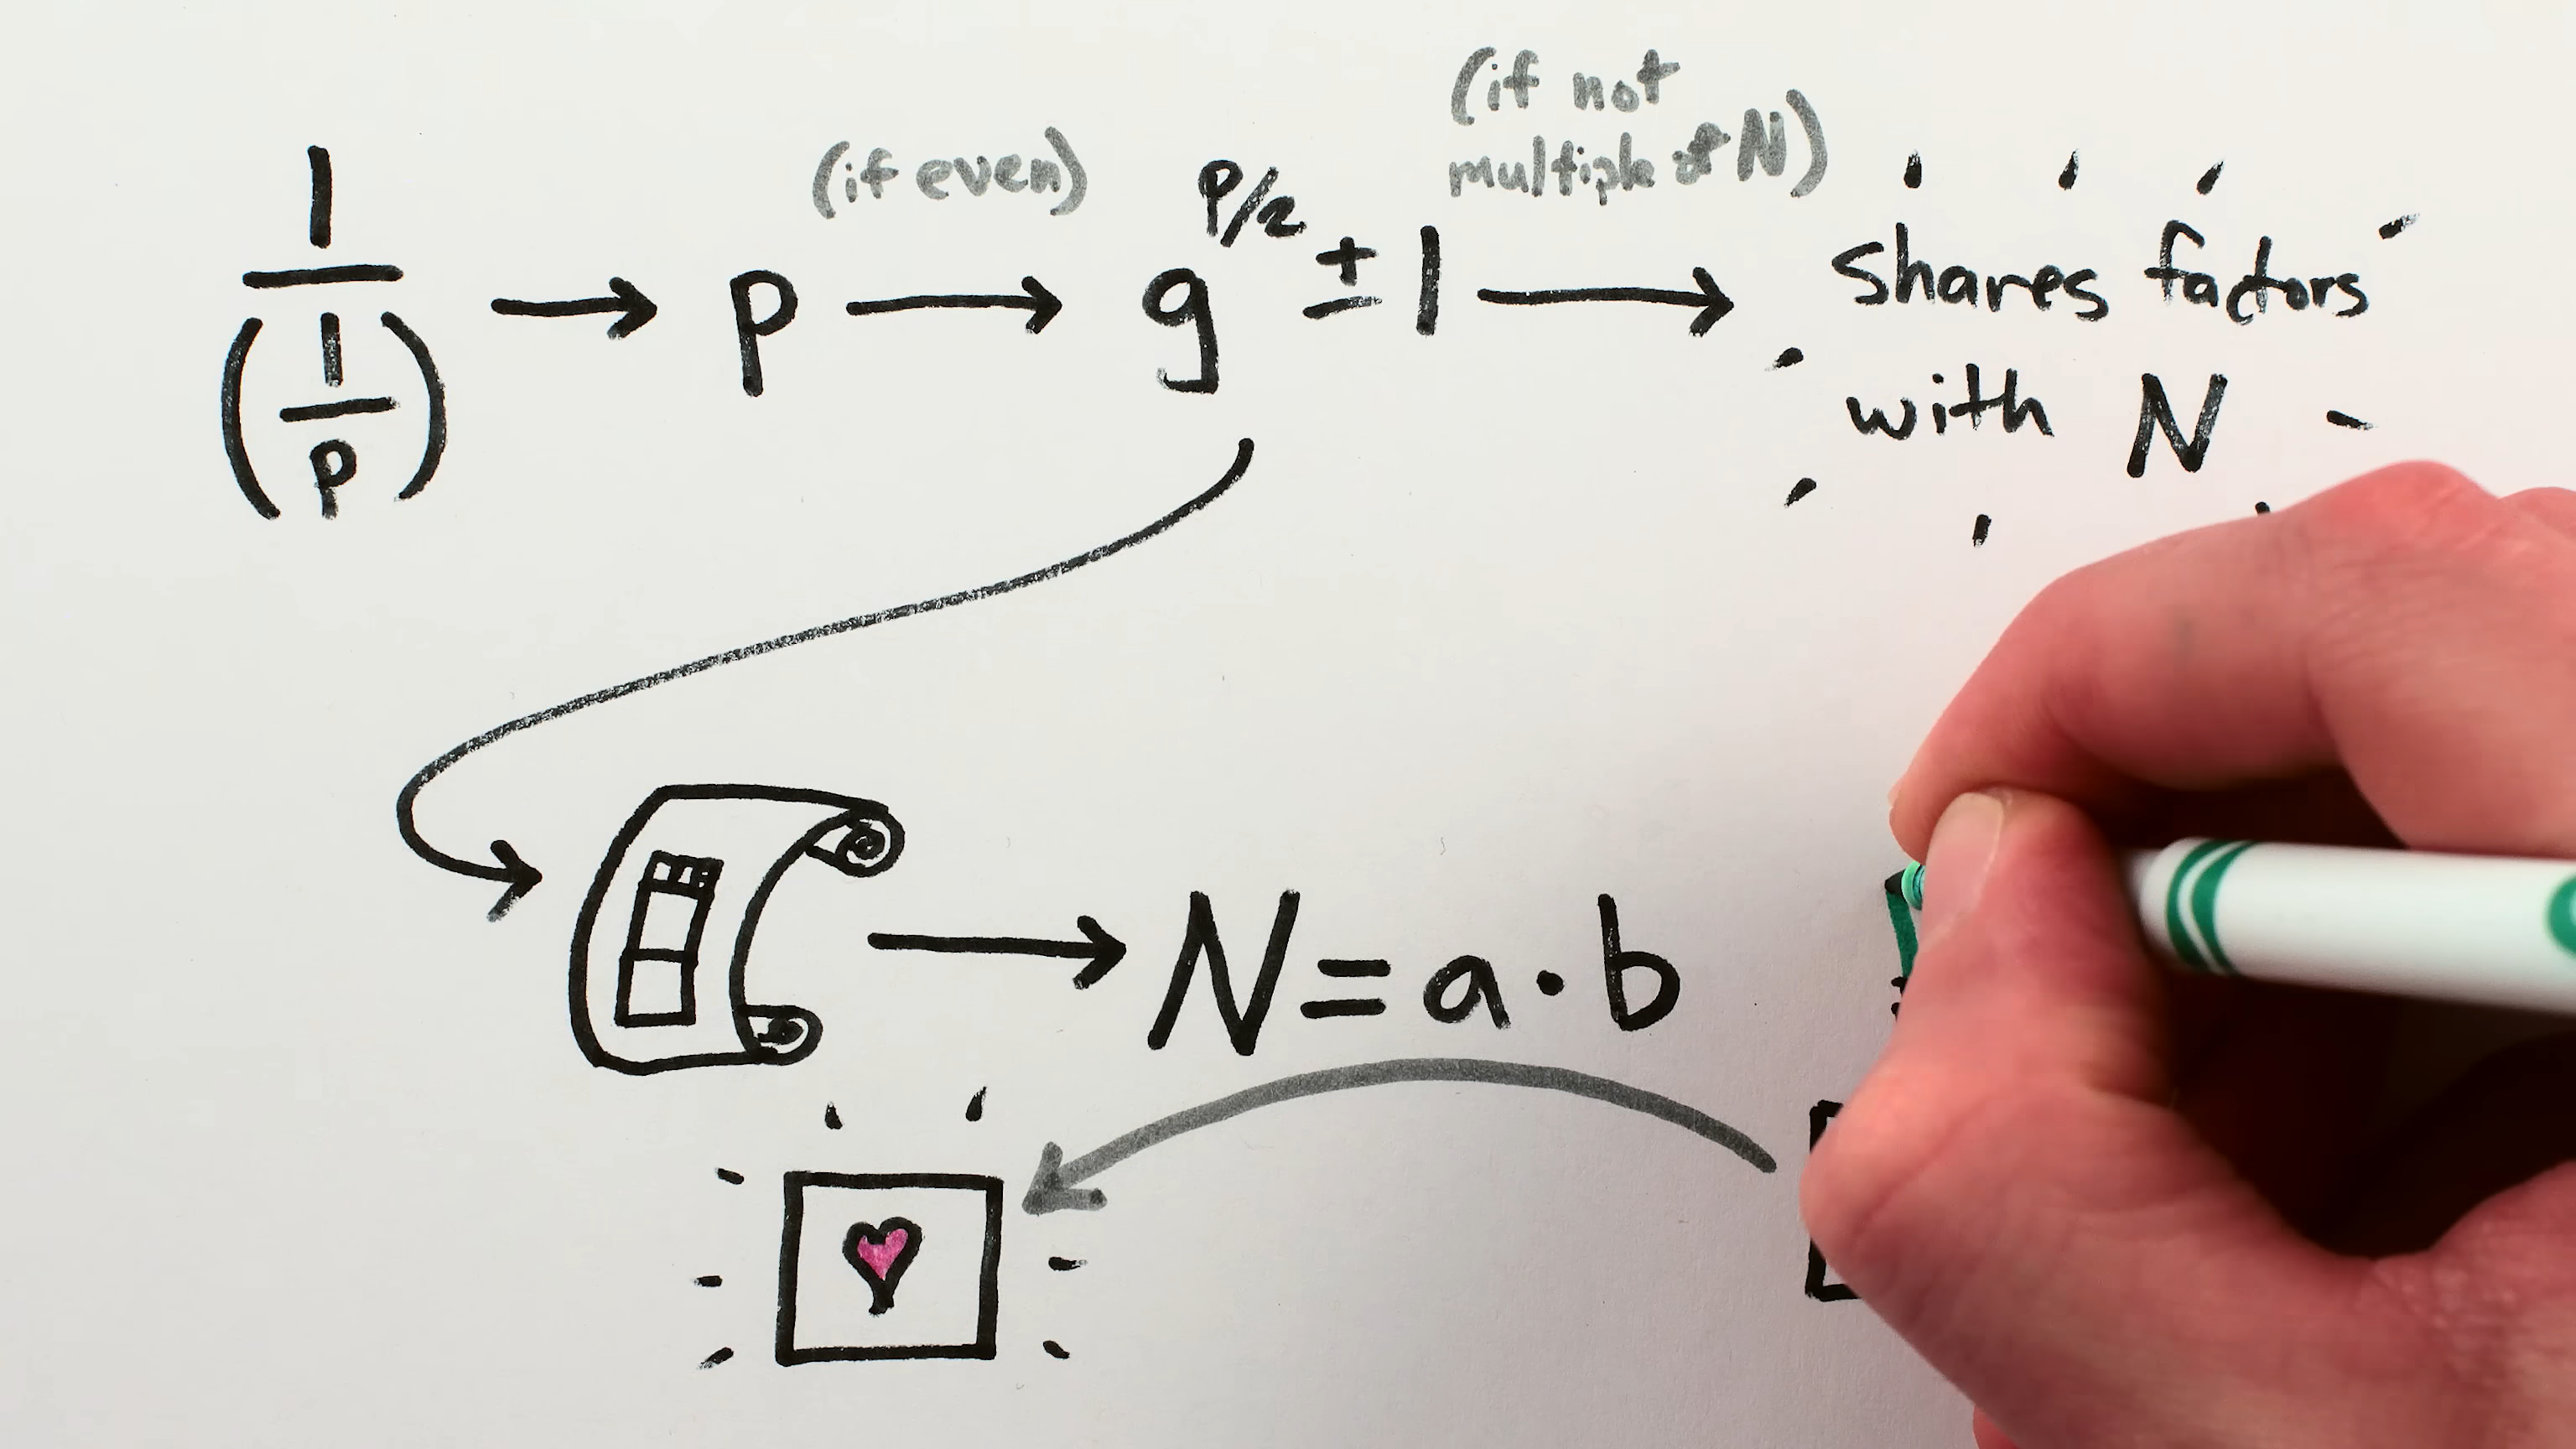 (if not
multiple of N)
(if even)
1/(1/p) → p → g^(p/2) ± 1 → shares factors
with N
→ N = a · b